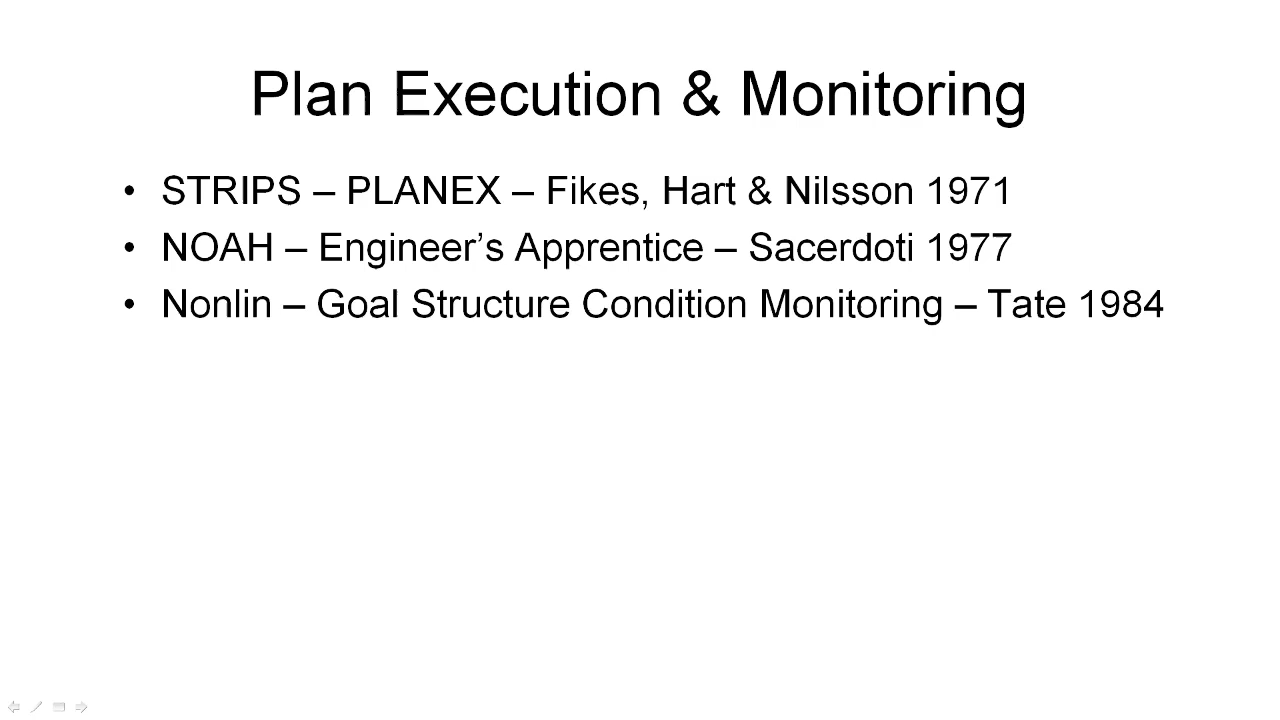 Plan Execution & Monitoring
• STRIPS – PLANEX – Fikes, Hart & Nilsson 1971
• NOAH – Engineer’s Apprentice – Sacerdoti 1977
• Nonlin – Goal Structure Condition Monitoring – Tate 1984